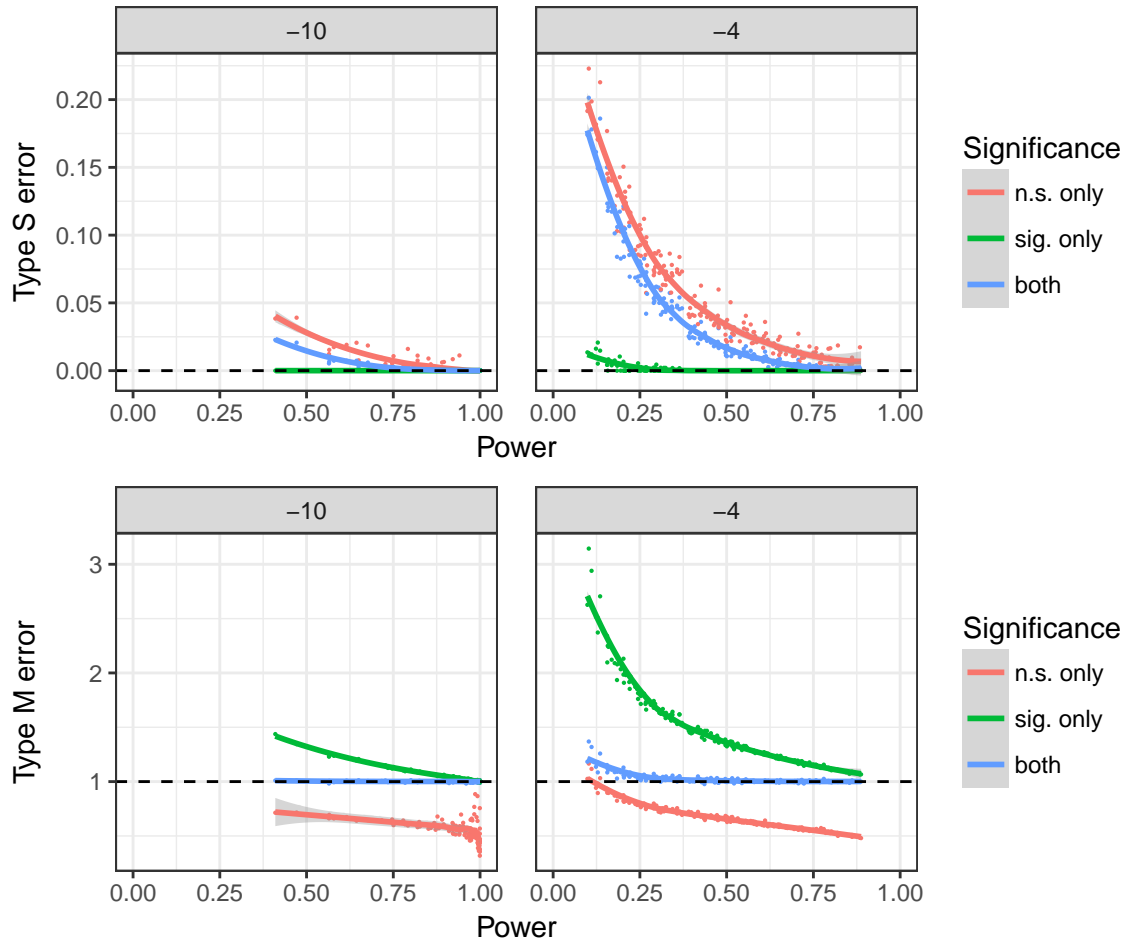 −10 −4
0.20
0.15
0.10
0.05
0.00
Type S error
0.00 0.25 0.50 0.75 1.00 0.00 0.25 0.50 0.75 1.00
Power
Significance
n.s. only
sig. only
both
−10 −4
3
2
1
Type M error
0.00 0.25 0.50 0.75 1.00 0.00 0.25 0.50 0.75 1.00
Power
Significance
n.s. only
sig. only
both